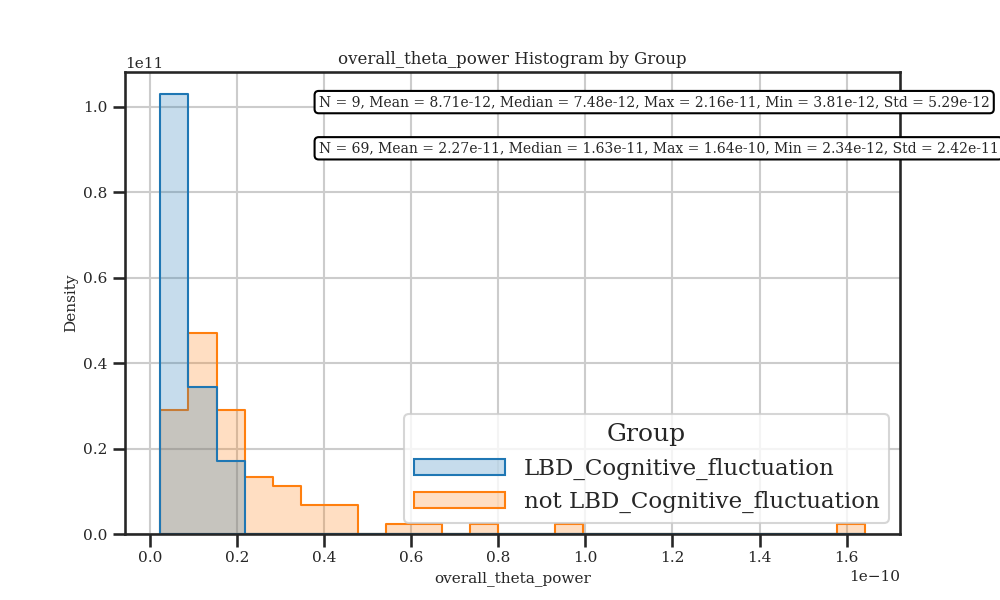 overall_theta_power Histogram by Group
1e11
N = 9, Mean = 8.71e-12, Median = 7.48e-12, Max = 2.16e-11, Min = 3.81e-12, Std = 5.29e-12
N = 69, Mean = 2.27e-11, Median = 1.63e-11, Max = 1.64e-10, Min = 2.34e-12, Std = 2.42e-11
1.0
0.8
0.6
0.4
0.2
0.0
Density
Group
LBD_Cognitive_fluctuation
not LBD_Cognitive_fluctuation
0.0 0.2 0.4 0.6 0.8 1.0 1.2 1.4 1.6
1e−10
overall_theta_power